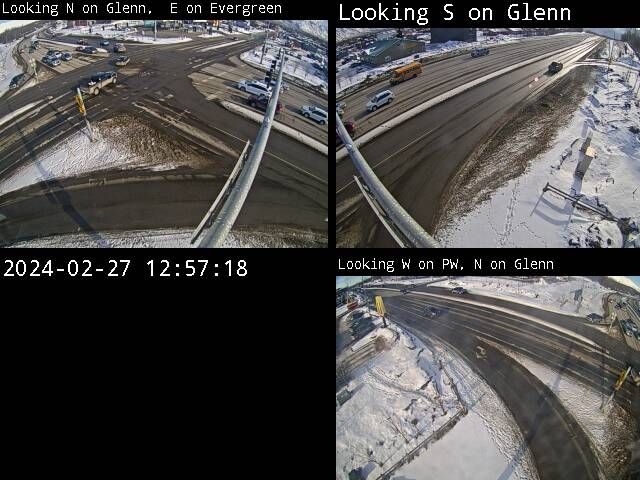 Looking N on Glenn,  E on Evergreen
Looking S on Glenn
2024-02-27 12:57:18
Looking W on PW, N on Glenn